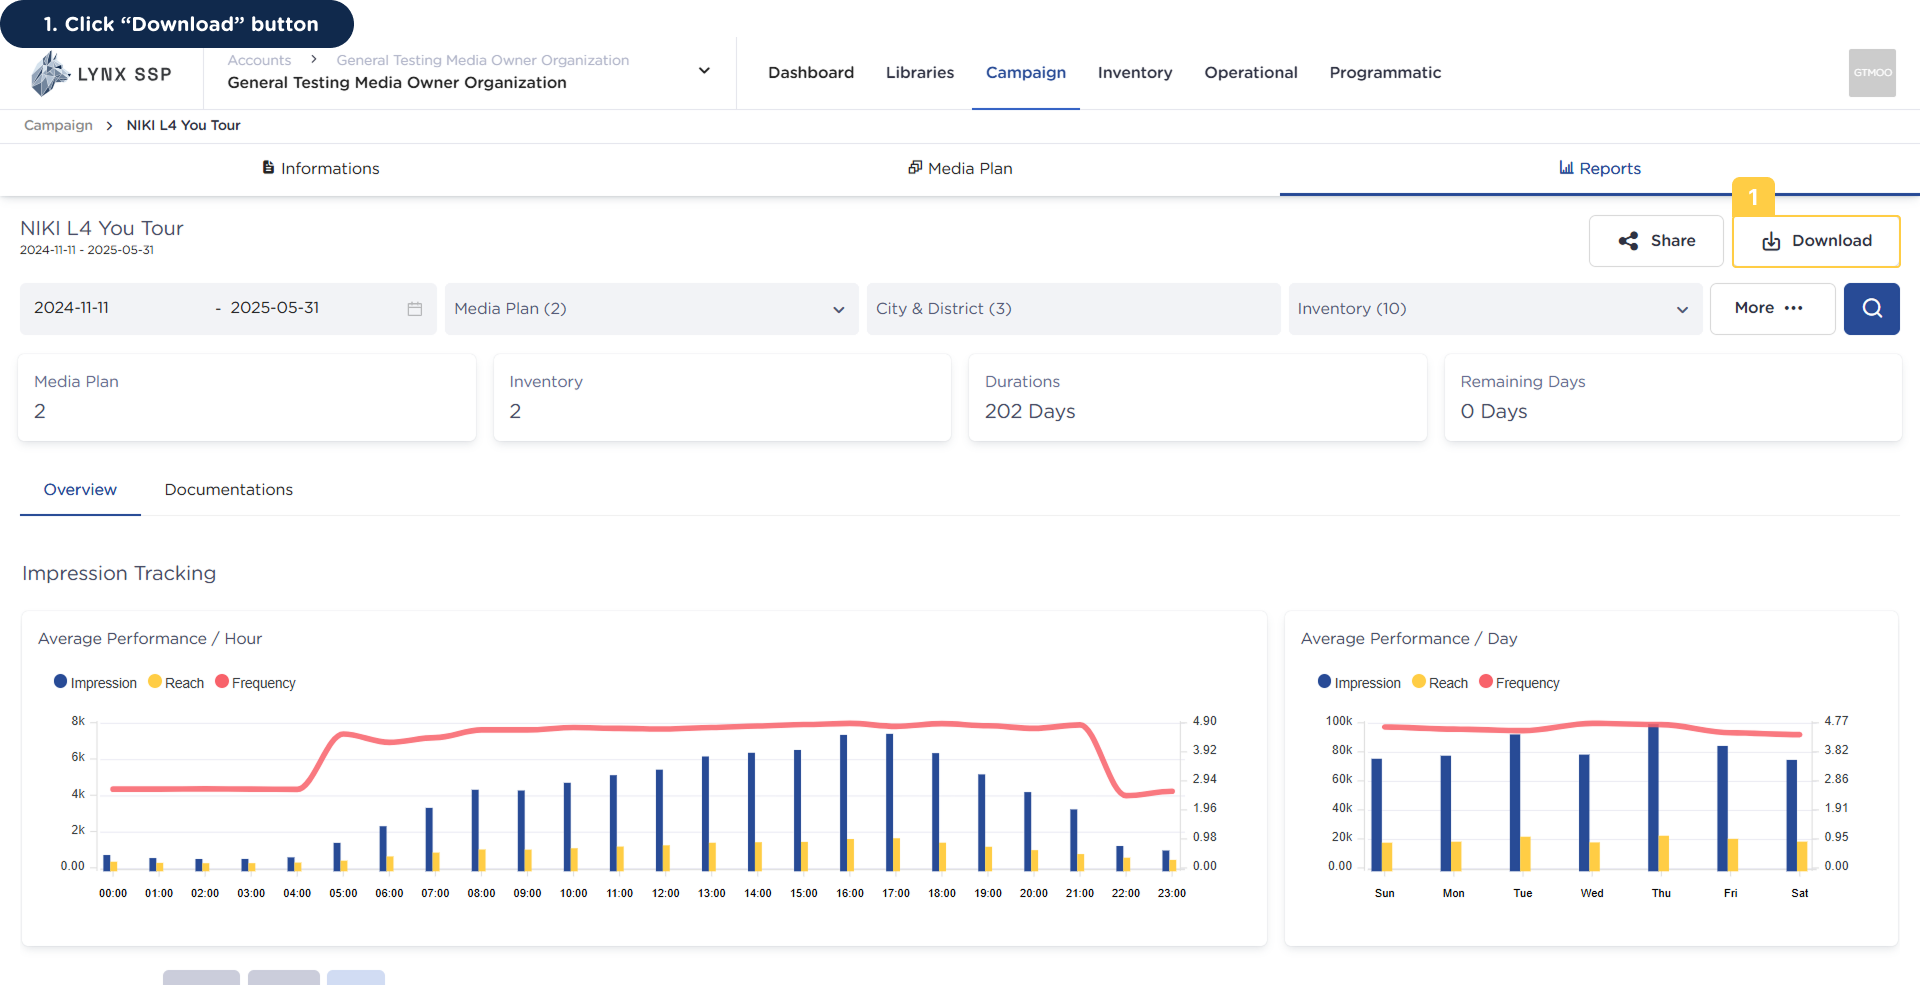 1. Click “Download” button
LYNX SSP
Accounts > General Testing Media Owner Organization
General Testing Media Owner Organization
Dashboard Libraries Campaign Inventory Operational Programmatic
GTMOO
Campaign > NIKI L4 You Tour
Informations Media Plan Reports
1
NIKI L4 You Tour
2024-11-11 - 2025-05-31
Share Download
2024-11-11 - 2025-05-31 Media Plan (2) City & District (3) Inventory (10) More ···
Media Plan Inventory Durations Remaining Days
2 2 202 Days 0 Days
Overview Documentations
Impression Tracking
Average Performance / Hour
Impression Reach Frequency
8k 4.90
3.92
6k
2.94
4k
1.96
2k
0.98
0.00 0.00
00:00 01:00 02:00 03:00 04:00 05:00 06:00 07:00 08:00 09:00 10:00 11:00 12:00 13:00 14:00 15:00 16:00 17:00 18:00 19:00 20:00 21:00 22:00 23:00
Average Performance / Day
Impression Reach Frequency
100k 4.77
80k 3.82
60k 2.86
40k 1.91
20k 0.95
0.00 0.00
Sun Mon Tue Wed Thu Fri Sat